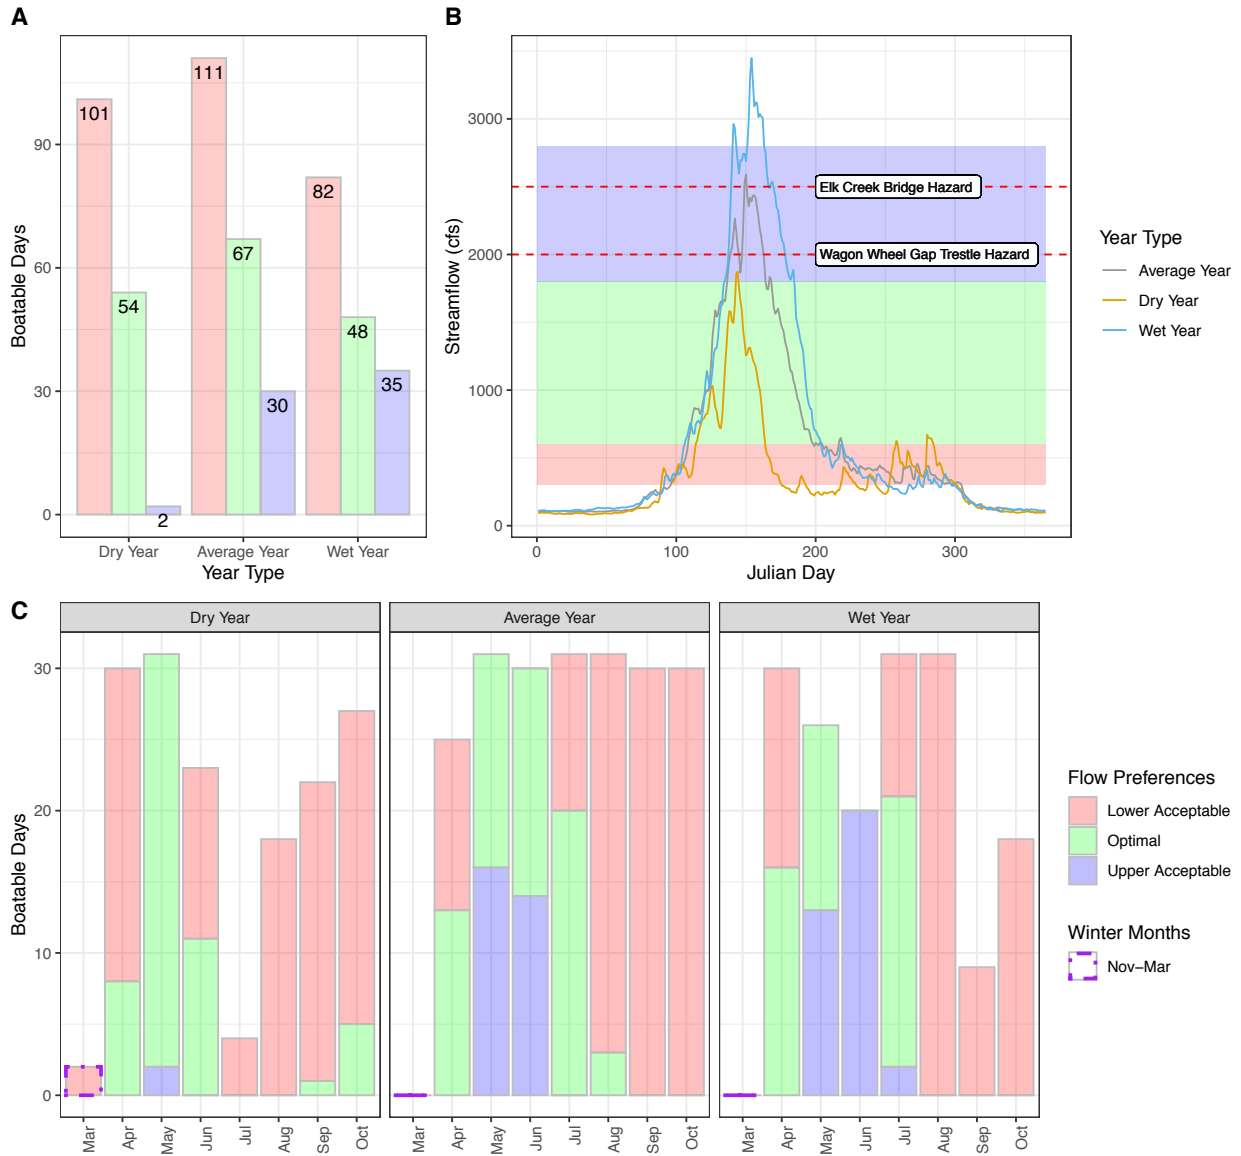 A
Boatable Days
90
60
30
0
101
54
2
111
67
30
82
48
35
Dry Year
Average Year
Wet Year
Year Type
B
Streamflow (cfs)
3000
2000
1000
0
Elk Creek Bridge Hazard
Wagon Wheel Gap Trestle Hazard
0
100
200
300
Julian Day
Year Type
Average Year
Dry Year
Wet Year
C
Dry Year
Average Year
Wet Year
Boatable Days
30
20
10
0
Mar
Apr
May
Jun
Jul
Aug
Sep
Oct
Mar
Apr
May
Jun
Jul
Aug
Sep
Oct
Mar
Apr
May
Jun
Jul
Aug
Sep
Oct
Flow Preferences
Lower Acceptable
Optimal
Upper Acceptable
Winter Months
Nov−Mar